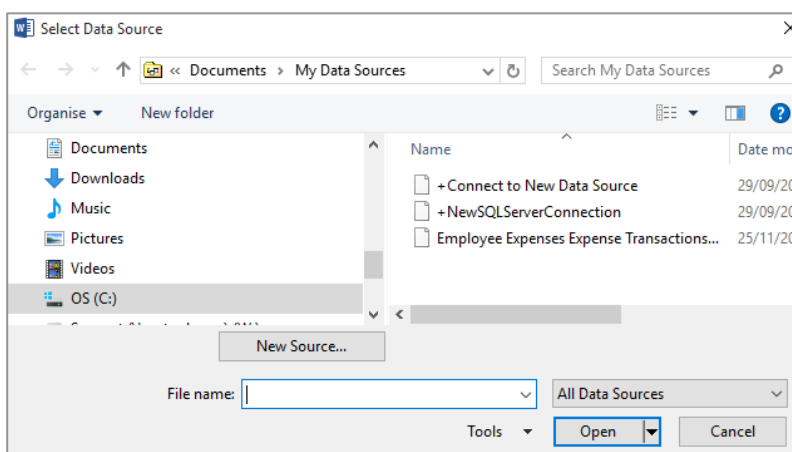 Select Data Source
« Documents › My Data Sources
Search My Data Sources
Organise
New folder
Name
Date mo
Documents
Downloads
Music
Pictures
Videos
OS (C:)
+Connect to New Data Source
29/09/20
+NewSQLServerConnection
29/09/20
Employee Expenses Expense Transactions...
25/11/20
New Source...
File name:
All Data Sources
Tools
Open
Cancel